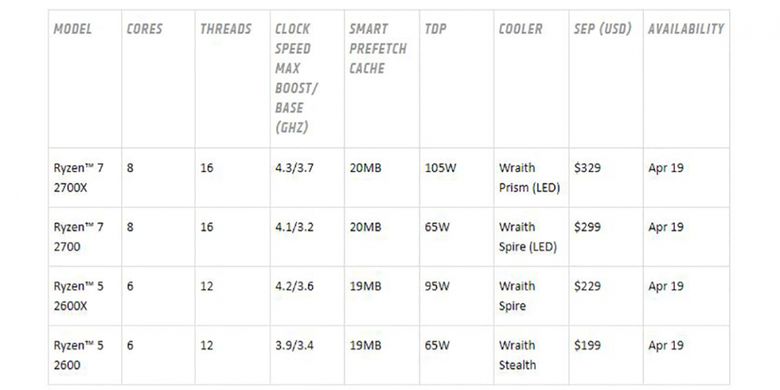 MODEL CORES THREADS CLOCK SPEED MAX BOOST/ BASE (GHZ) SMART PREFETCH CACHE TDP COOLER SEP (USD) AVAILABILITY
Ryzen™ 7 2700X 8 16 4.3/3.7 20MB 105W Wraith Prism (LED) $329 Apr 19
Ryzen™ 7 2700 8 16 4.1/3.2 20MB 65W Wraith Spire (LED) $299 Apr 19
Ryzen™ 5 2600X 6 12 4.2/3.6 19MB 95W Wraith Spire $229 Apr 19
Ryzen™ 5 2600 6 12 3.9/3.4 19MB 65W Wraith Stealth $199 Apr 19